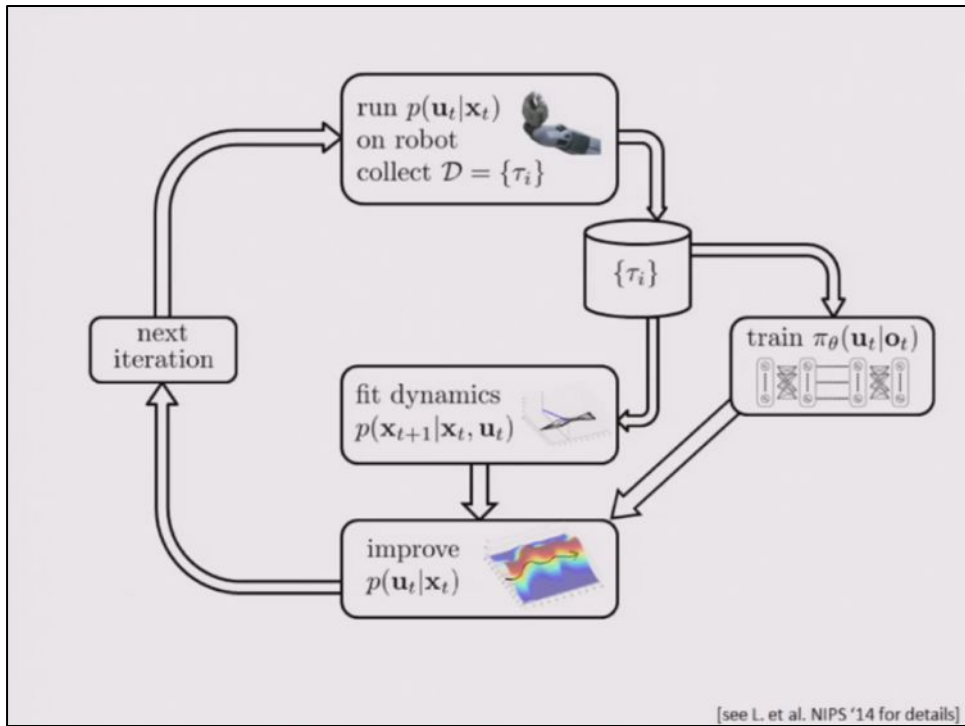 run p(u_t|x_t)
on robot
collect D = {τ_i}
{τ_i}
next
iteration
train π_θ(u_t|o_t)
fit dynamics
p(x_{t+1}|x_t, u_t)
improve
p(u_t|x_t)
[see L. et al. NIPS '14 for details]